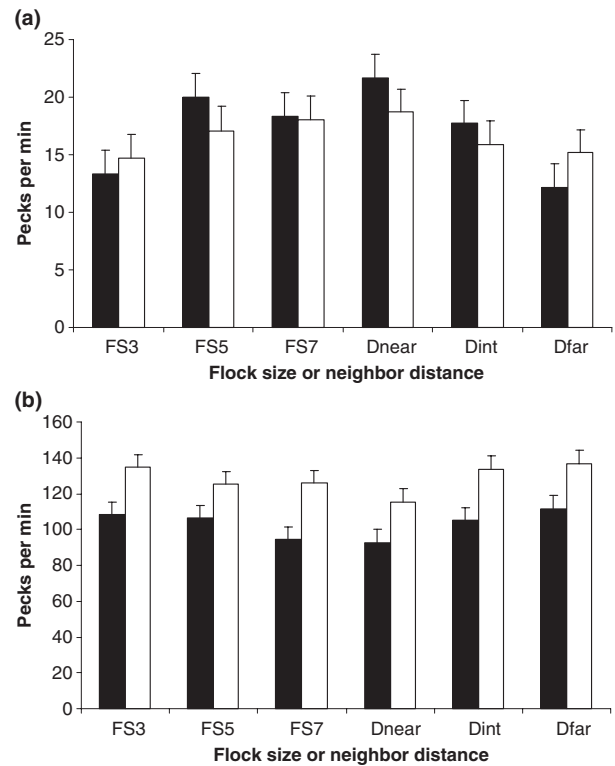 (a)
25
20
15
10
5
0
Pecks per min
FS3 FS5 FS7 Dnear Dint Dfar
Flock size or neighbor distance
(b)
160
140
120
100
80
60
40
20
0
Pecks per min
FS3 FS5 FS7 Dnear Dint Dfar
Flock size or neighbor distance